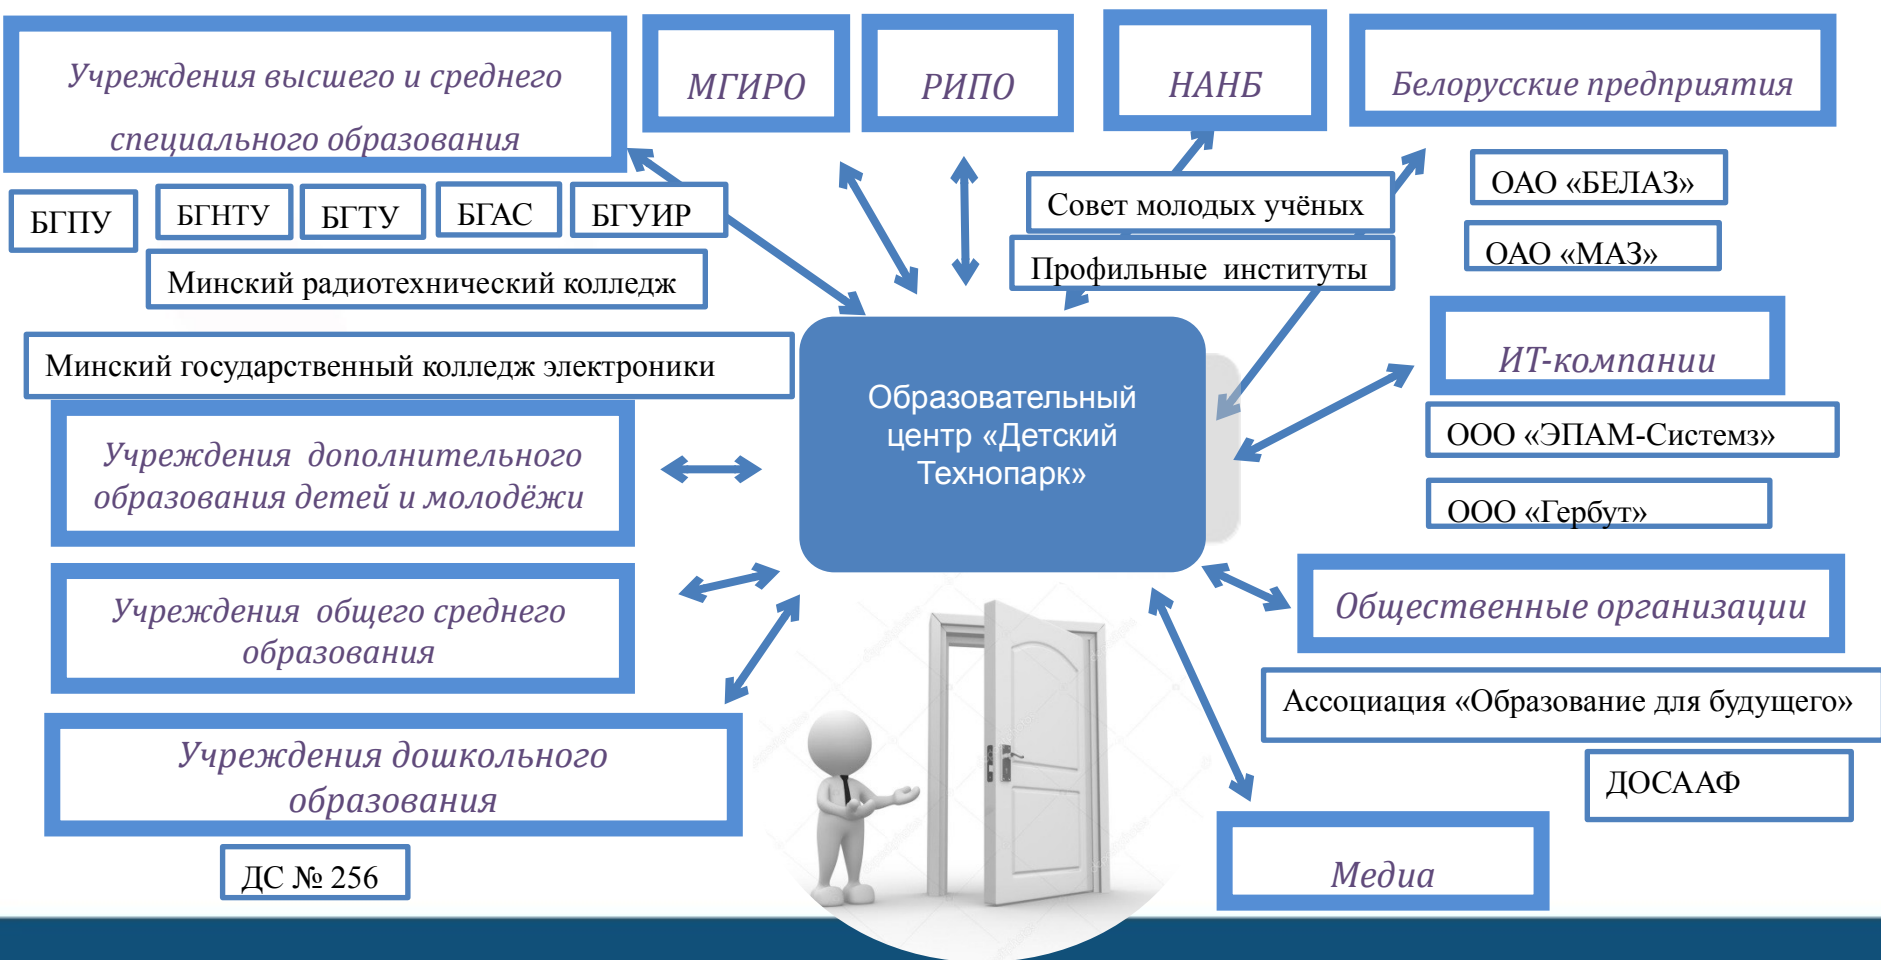 Учреждения высшего и среднего
специального образования
МГИРО
РИПО
НАНБ
Белорусские предприятия
БГПУ
БГНТУ
БГТУ
БГАС
БГУИР
Минский радиотехнический колледж
Минский государственный колледж электроники
Совет молодых учёных
Профильные институты
ОАО «БЕЛАЗ»
ОАО «МАЗ»
ИТ-компании
ООО «ЭПАМ-Системз»
ООО «Гербут»
Образовательный
центр «Детский
Технопарк»
Учреждения дополнительного
образования детей и молодёжи
Учреждения общего среднего
образования
Учреждения дошкольного
образования
ДС № 256
Общественные организации
Ассоциация «Образование для будущего»
ДОСААФ
Медиа